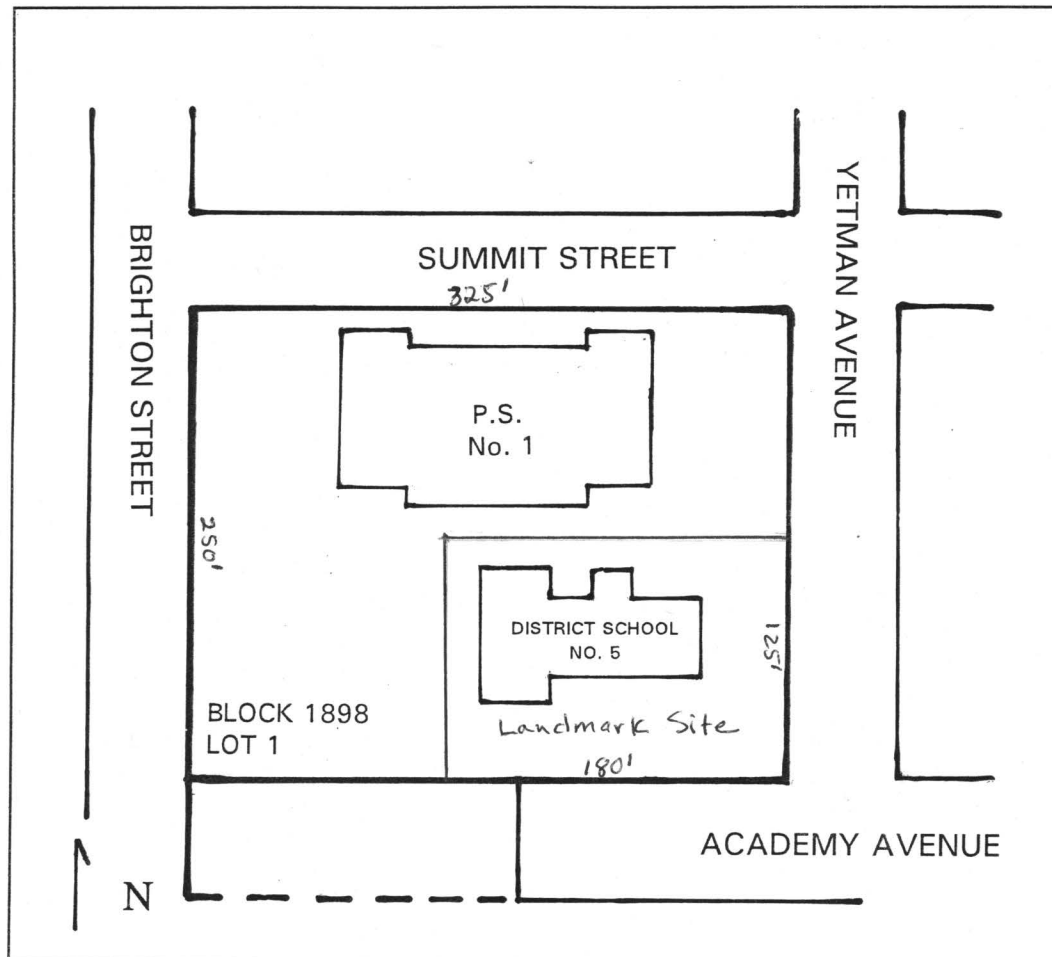 SUMMIT STREET
325'
BRIGHTON STREET
YETMAN AVENUE
P.S.
No. 1
250'
DISTRICT SCHOOL
NO. 5
125'
BLOCK 1898
LOT 1
Landmark Site
180'
ACADEMY AVENUE
N